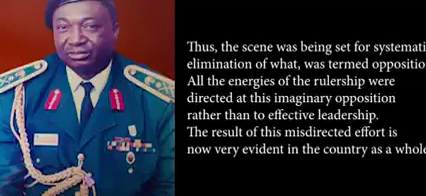 Thus, the scene was being set for systemati
elimination of what, was termed oppositio
All the energies of the rulership were
directed at this imaginary opposition
rather than to effective leadership.
The result of this misdirected effort is
now very evident in the country as a whole